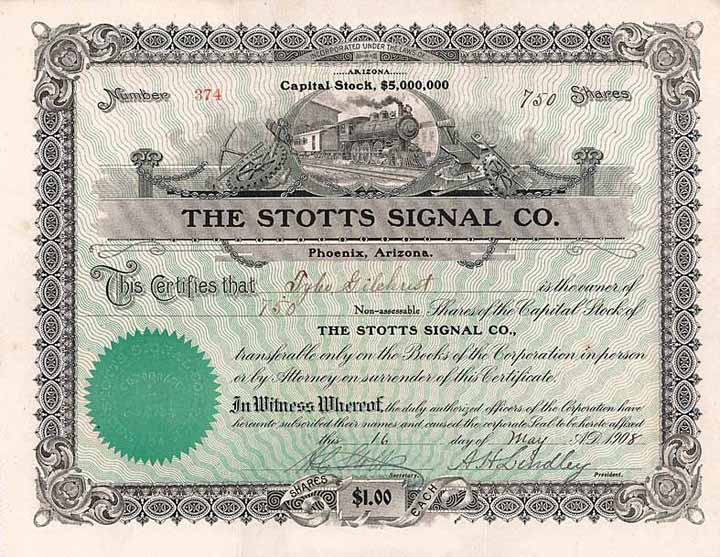 INCORPORATED UNDER THE LAWS OF
.....ARIZONA.....
Capital Stock, $5,000,000
Number 374
750 Shares
THE STOTTS SIGNAL CO.
Phoenix, Arizona.
This Certifies that Tyko Gilchrist is the owner of
750 Non-assessable Shares of the Capital Stock of
THE STOTTS SIGNAL CO.,
transferable only on the Books of the Corporation in person
or by Attorney on surrender of this Certificate.
In Witness Whereof, the duly authorized officers of the Corporation have
hereunto subscribed their names and caused the corporate Seal to be hereto affixed
this 16 day of May A.D. 1908
A H Lindley
Secretary. President.
SHARES $1.00 EACH